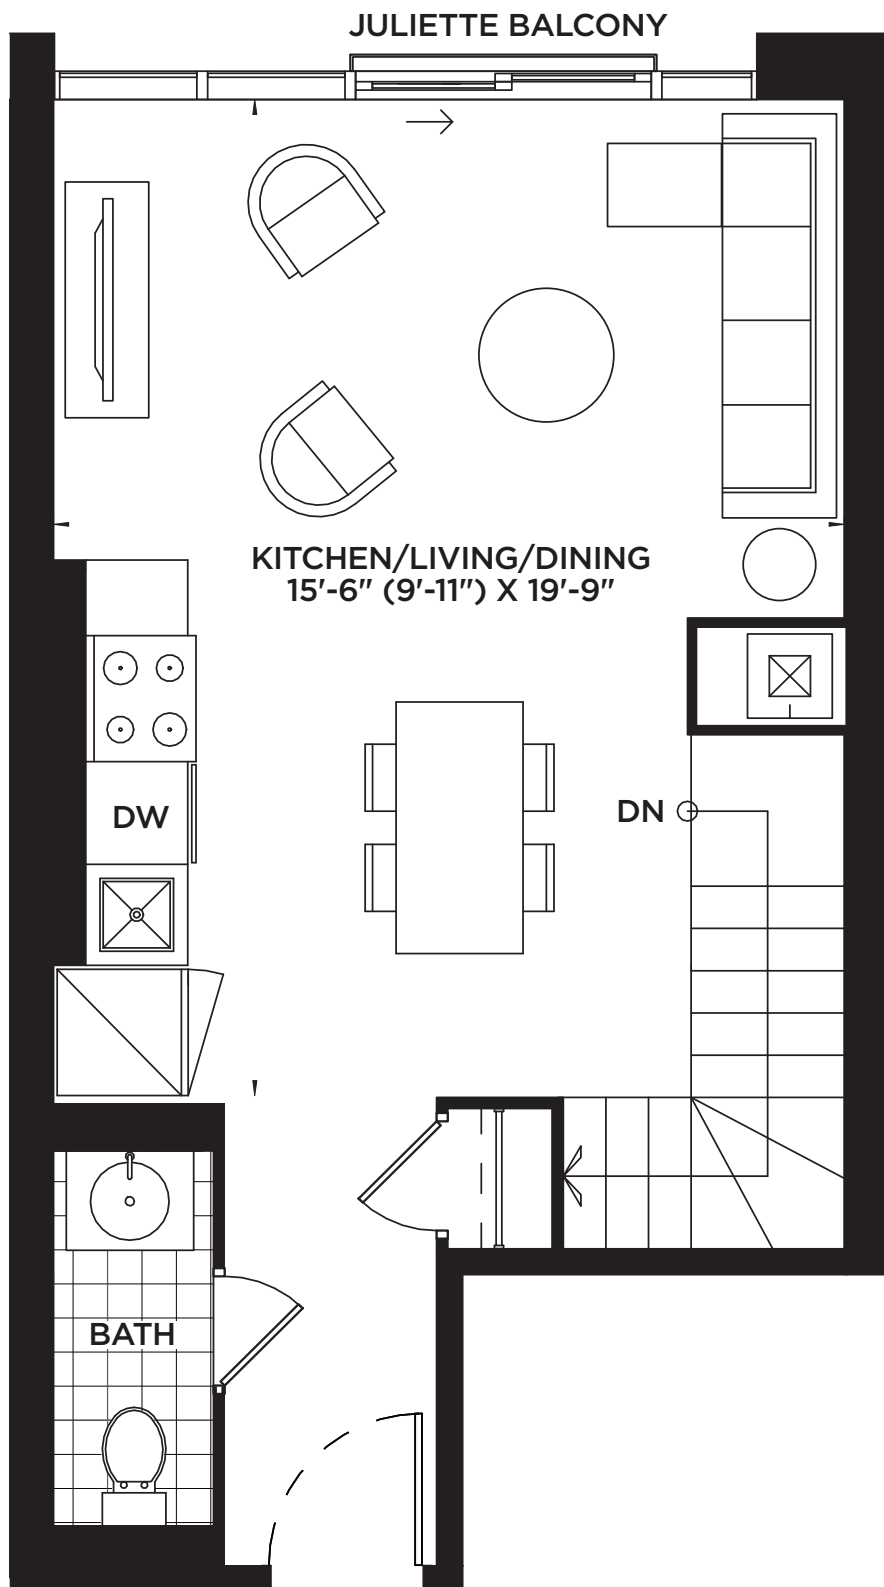 JULIETTE BALCONY
KITCHEN/LIVING/DINING
15'-6" (9'-11") X 19'-9"
DW
DN
BATH